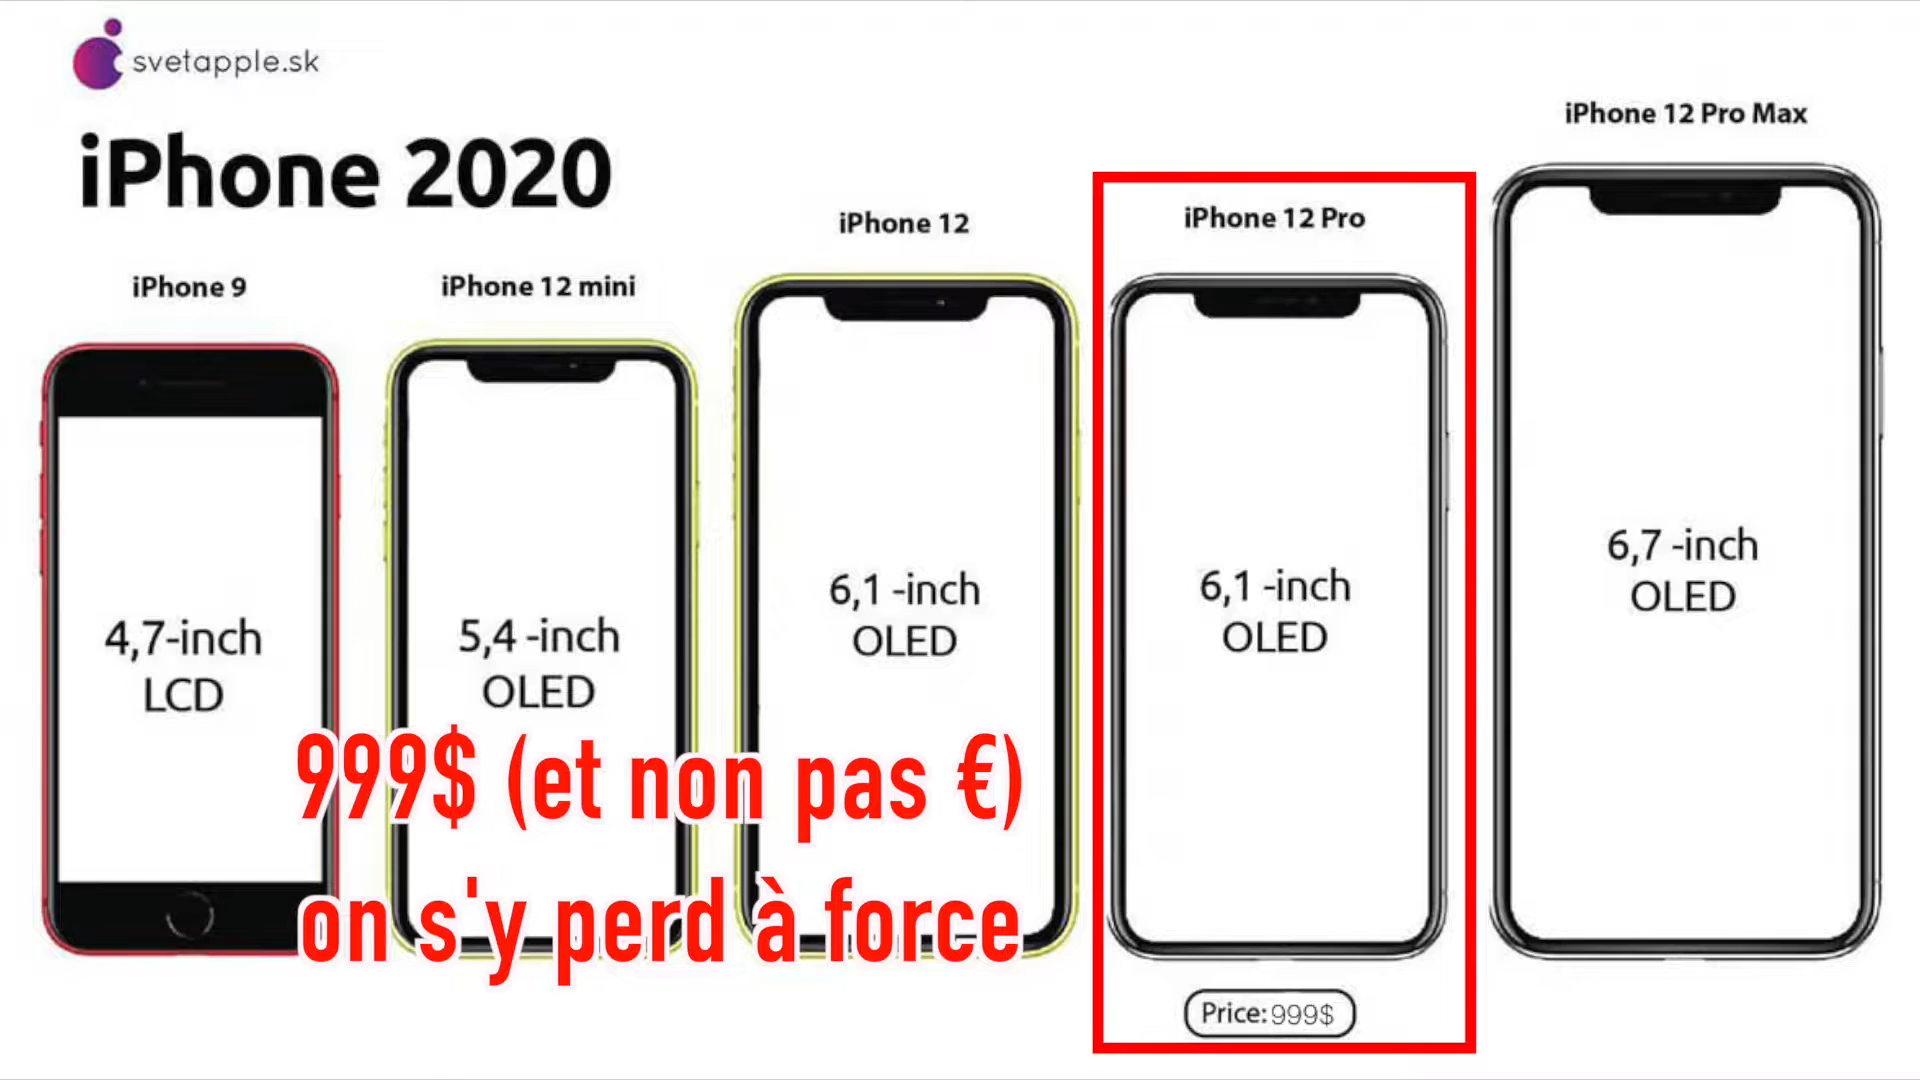 svetapple.sk
iPhone 2020
iPhone 9
iPhone 12 mini
iPhone 12
iPhone 12 Pro
iPhone 12 Pro Max
4,7-inch
LCD
5,4 -inch
OLED
6,1 -inch
OLED
6,1 -inch
OLED
6,7 -inch
OLED
999$ (et non pas €)
on s'y perd à force
Price: 999$